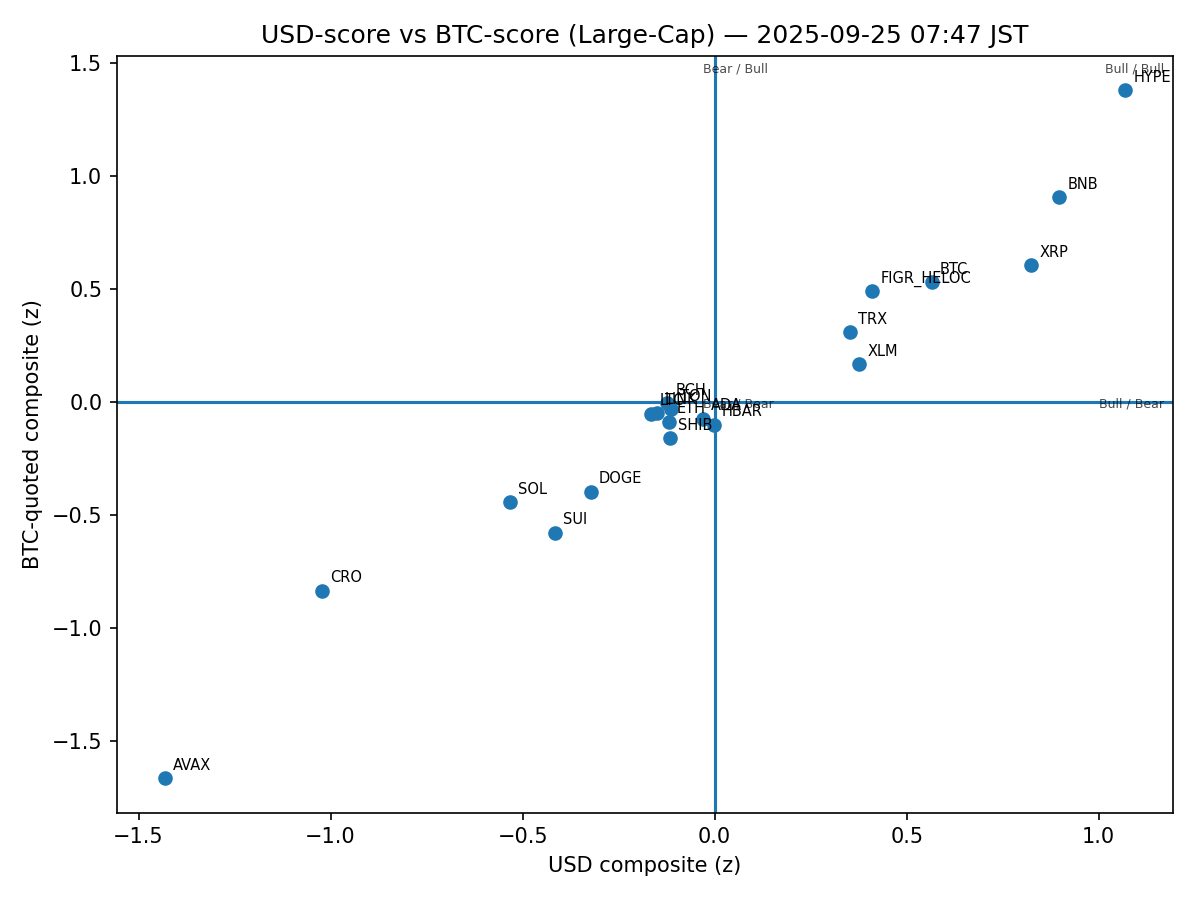 USD-score vs BTC-score (Large-Cap) — 2025-09-25 07:47 JST
Bear / Bull
Bull / Bull
HYPE
BNB
XRP
BTC
FIGR_HELOC
TRX
XLM
BCH
TON
LINK
ADA
Bear
Bull / Bear
ETH
HBAR
SHIB
SOL
DOGE
SUI
CRO
AVAX
1.5
1.0
0.5
0.0
−0.5
−1.0
−1.5
BTC-quoted composite (z)
−1.5
−1.0
−0.5
0.0
0.5
1.0
USD composite (z)